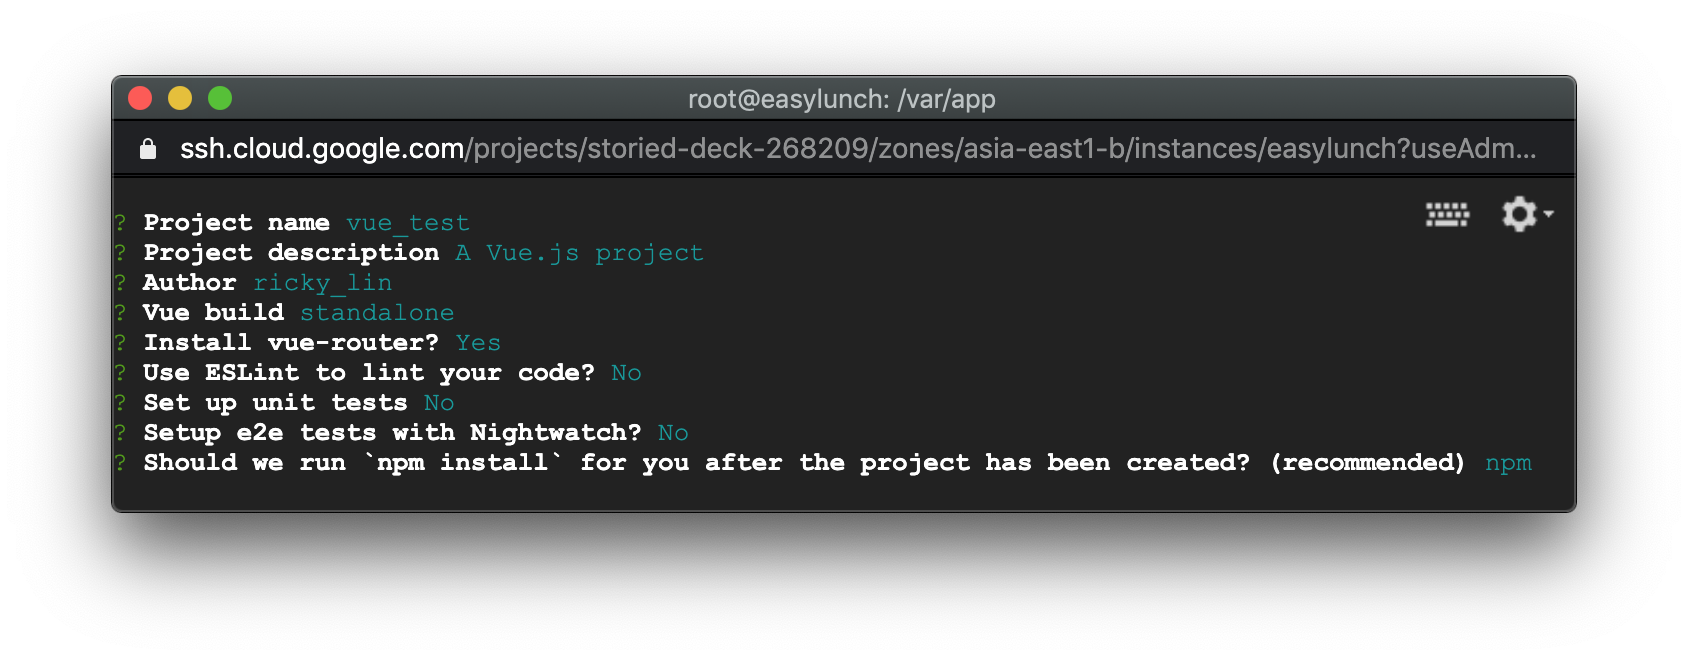 root@easylunch: /var/app
ssh.cloud.google.com/projects/storied-deck-268209/zones/asia-east1-b/instances/easylunch?useAdm...
? Project name vue_test
? Project description A Vue.js project
? Author ricky_lin
? Vue build standalone
? Install vue-router? Yes
? Use ESLint to lint your code? No
? Set up unit tests No
? Setup e2e tests with Nightwatch? No
? Should we run `npm install` for you after the project has been created? (recommended) npm